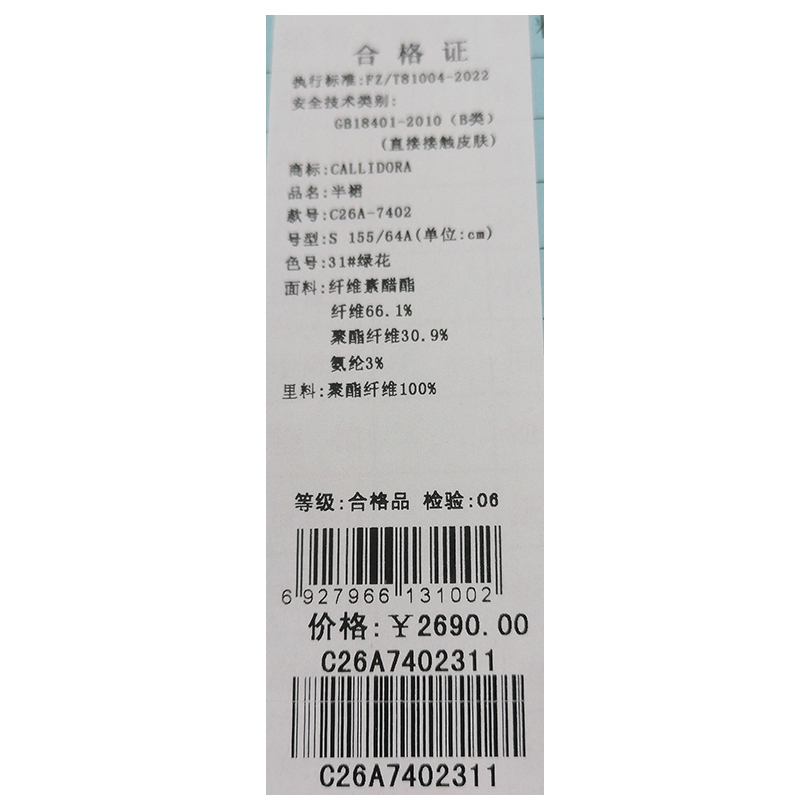 合格证
执行标准:FZ/T81004-2022
安全技术类别:
GB18401-2010（B类）
(直接接触皮肤)
商标:CALLIDORA
品名:半裙
款号:C26A-7402
号型:S 155/64A(单位:cm)
色号:31#绿花
面料:纤维素醋酯
纤维66.1%
聚酯纤维30.9%
氨纶3%
里料:聚酯纤维100%
等级:合格品 检验:06
6 927966 131002
价格:￥2690.00
C26A7402311
C26A7402311